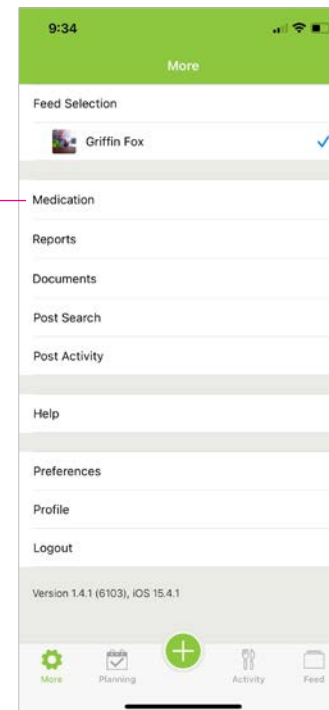 9:34
More
Feed Selection
Griffin Fox
Medication
Reports
Documents
Post Search
Post Activity
Help
Preferences
Profile
Logout
Version 1.4.1 (6103), iOS 15.4.1
More Planning Activity Feed